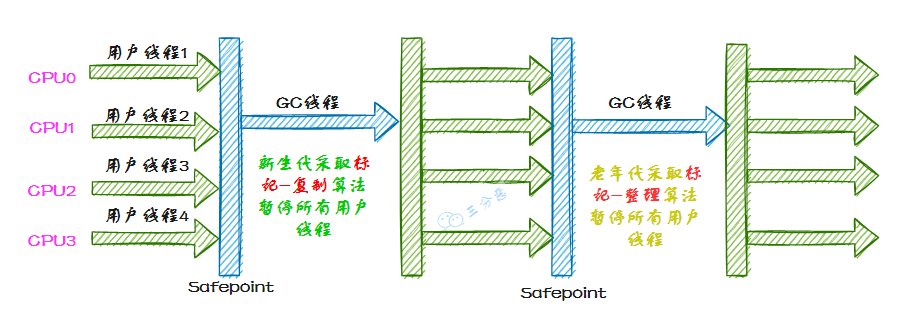 用户线程1
CPU0
GC线程
GC线程
用户线程2
CPU1
用户线程3
CPU2
新生代采取标
记-复制算法
暂停所有用户
线程
老年代采取标
记-整理算法
暂停所有用户
线程
三分恶
用户线程4
CPU3
Safepoint
Safepoint